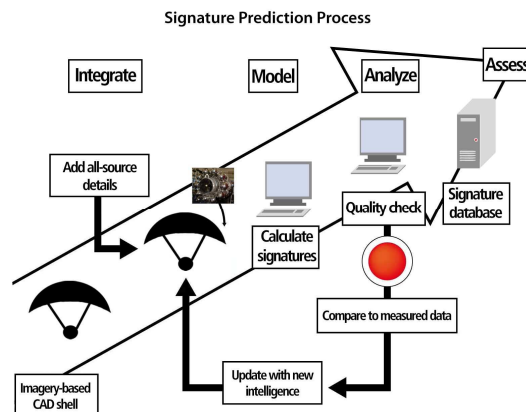 Signature Prediction Process
Integrate
Model
Analyze
Assess
Add all-source
details
Calculate
signatures
Quality check
Signature
database
Compare to measured data
Update with new
intelligence
Imagery-based
CAD shell